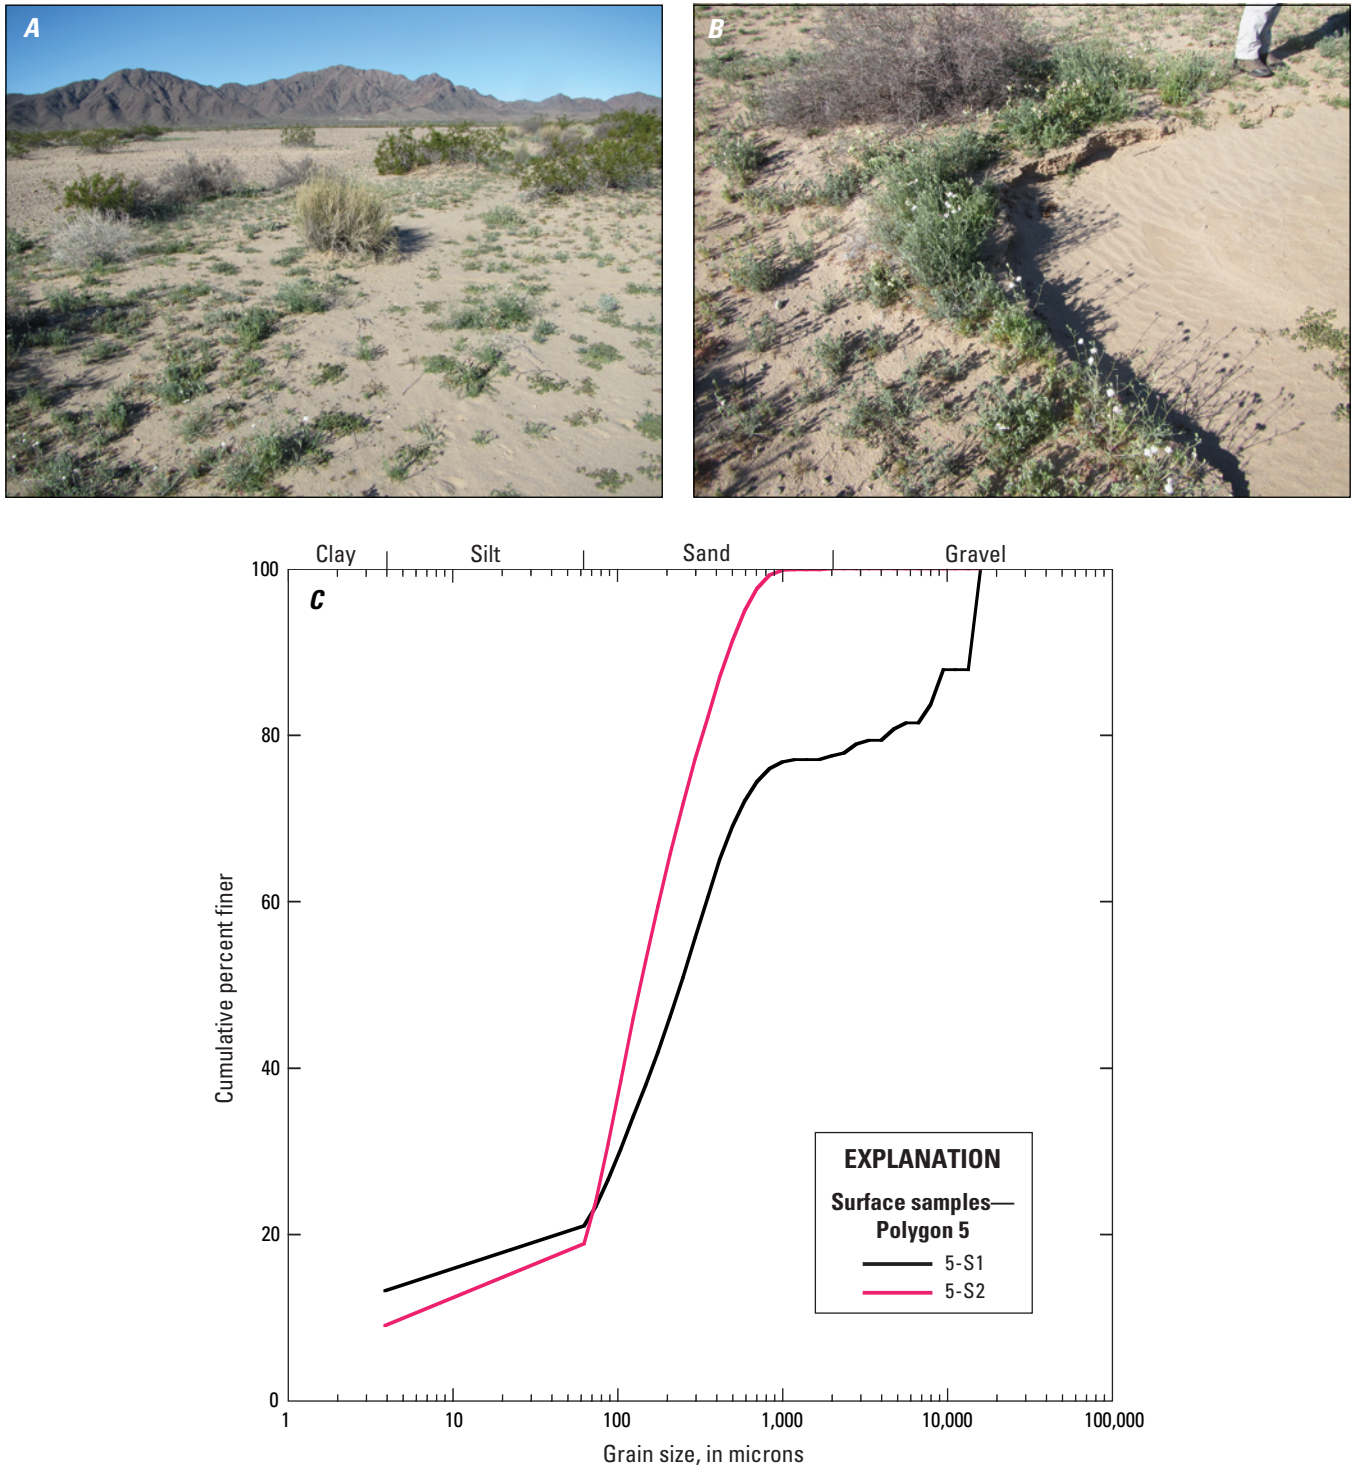 A
B
Clay | Silt | Sand | Gravel
C
100
80
60
40
20
0
Cumulative percent finer
1 10 100 1,000 10,000 100,000
Grain size, in microns
EXPLANATION
Surface samples—
Polygon 5
5-S1
5-S2